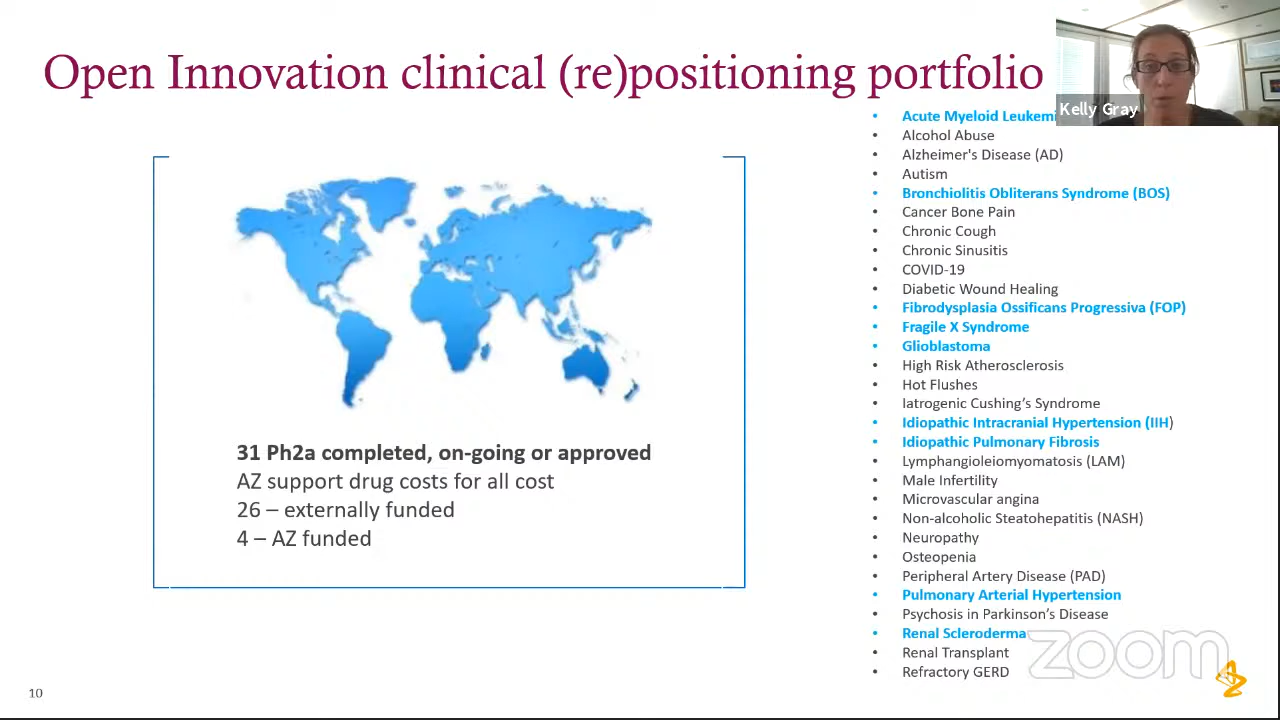 Open Innovation clinical (re)positioning portfolio
Kelly Gray
• Acute Myeloid Leukemi
• Alcohol Abuse
• Alzheimer's Disease (AD)
• Autism
• Bronchiolitis Obliterans Syndrome (BOS)
• Cancer Bone Pain
• Chronic Cough
• Chronic Sinusitis
• COVID-19
• Diabetic Wound Healing
• Fibrodysplasia Ossificans Progressiva (FOP)
• Fragile X Syndrome
• Glioblastoma
• High Risk Atherosclerosis
• Hot Flushes
• Iatrogenic Cushing’s Syndrome
• Idiopathic Intracranial Hypertension (IIH)
• Idiopathic Pulmonary Fibrosis
• Lymphangioleiomyomatosis (LAM)
• Male Infertility
• Microvascular angina
• Non-alcoholic Steatohepatitis (NASH)
• Neuropathy
• Osteopenia
• Peripheral Artery Disease (PAD)
• Pulmonary Arterial Hypertension
• Psychosis in Parkinson’s Disease
• Renal Scleroderma
• Renal Transplant
• Refractory GERD
31 Ph2a completed, on-going or approved
AZ support drug costs for all cost
26 – externally funded
4 – AZ funded
zoom
10